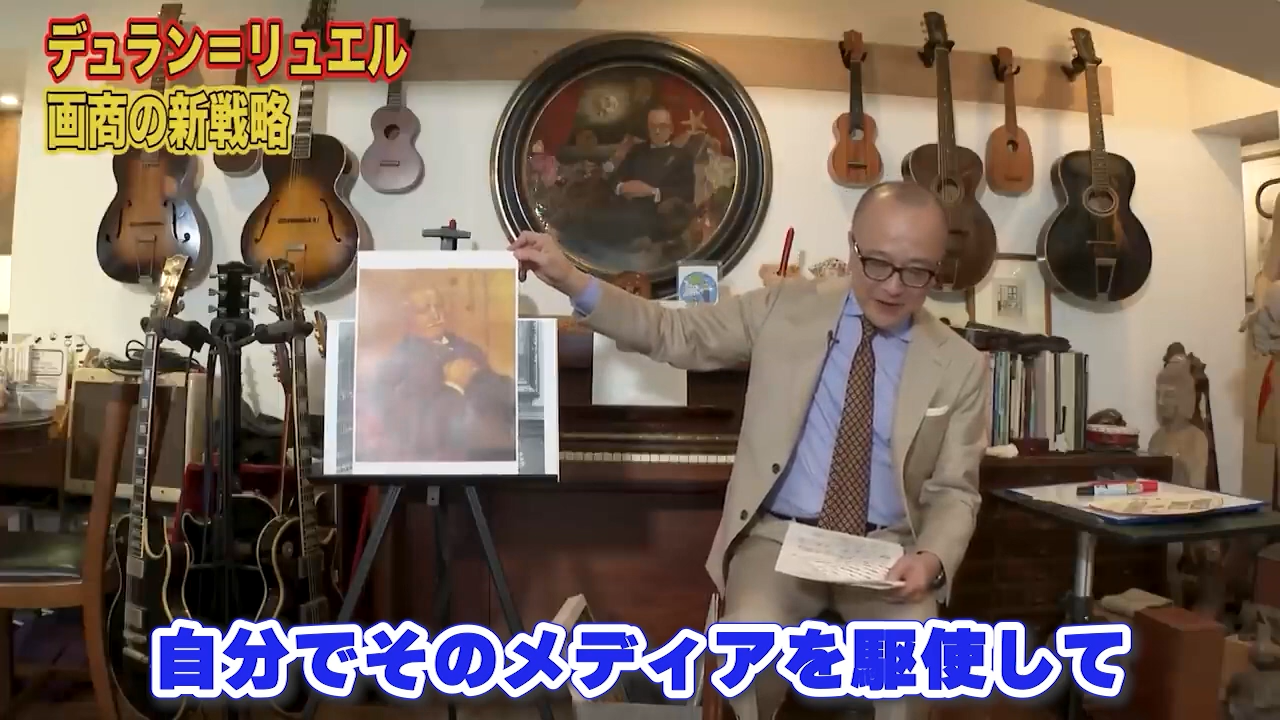 デュラン=リュエル
画商の新戦略
自分でそのメディアを駆使して